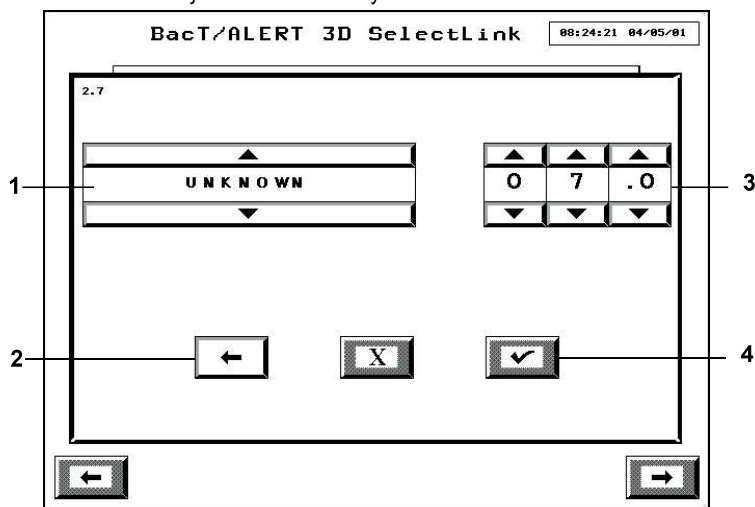 BacT/ALERT 3D SelectLink 08:24:21 04/05/01
2.7
1 UNKNOWN 0 7 .0 3
2 X 4